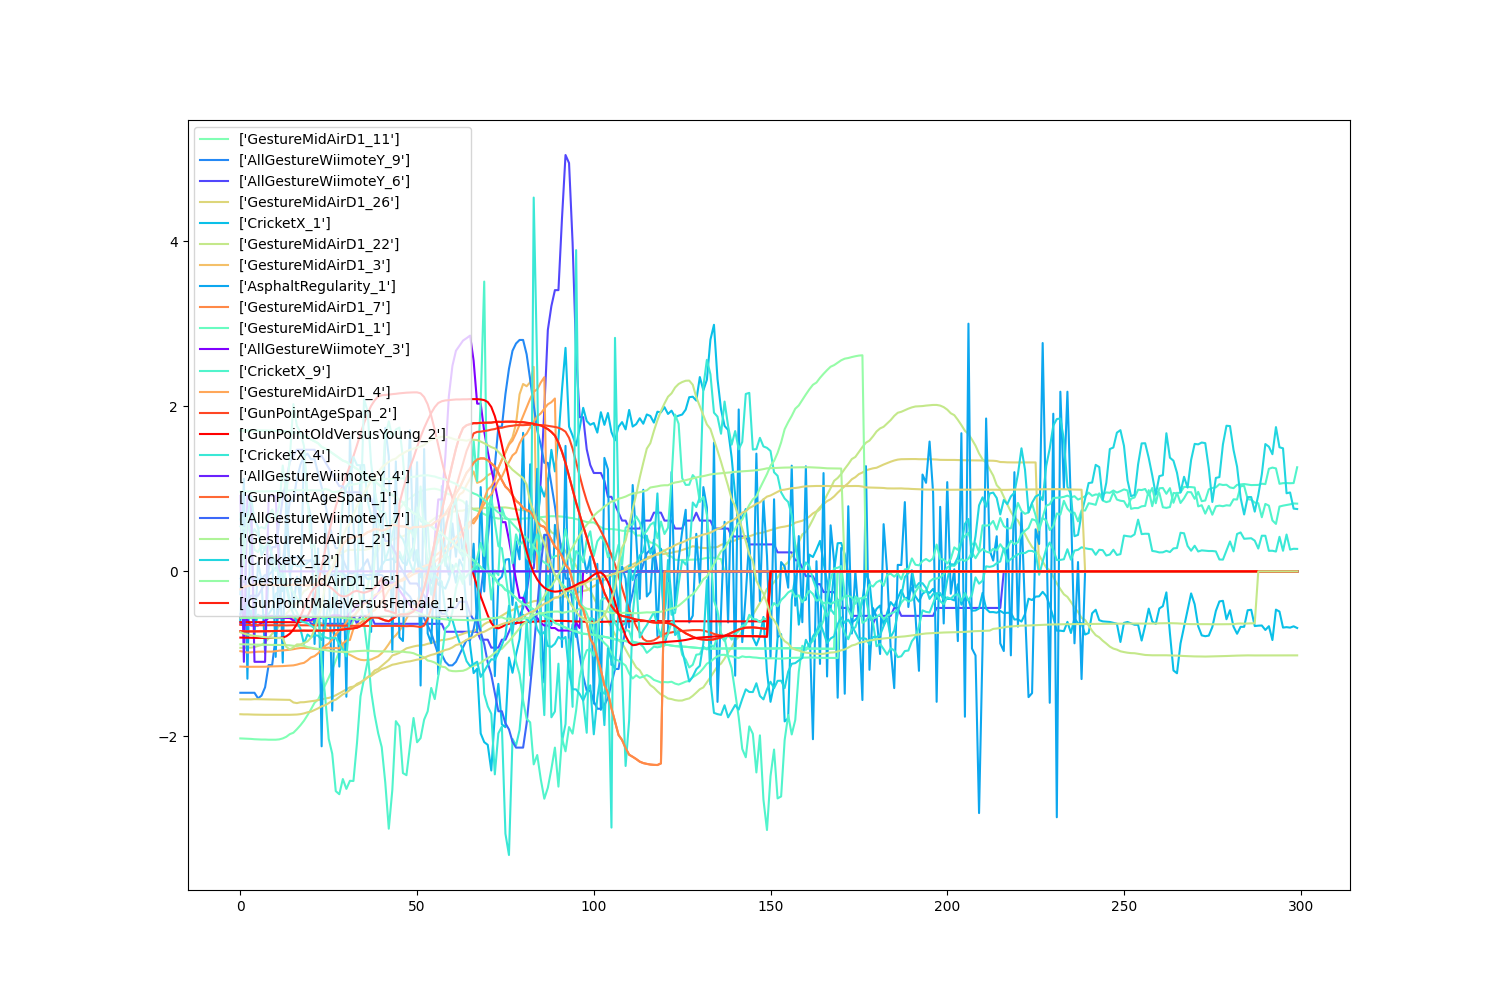 ['GestureMidAirD1_11']
['AllGestureWiimoteY_9']
['AllGestureWiimoteY_6']
['GestureMidAirD1_26']
['CricketX_1']
['GestureMidAirD1_22']
['GestureMidAirD1_3']
['AsphaltRegularity_1']
['GestureMidAirD1_7']
['GestureMidAirD1_1']
['AllGestureWiimoteY_3']
['CricketX_9']
['GestureMidAirD1_4']
['GunPointAgeSpan_2']
['GunPointOldVersusYoung_2']
['CricketX_4']
['AllGestureWiimoteY_4']
['GunPointAgeSpan_1']
['AllGestureWiimoteY_7']
['GestureMidAirD1_2']
['CricketX_12']
['GestureMidAirD1_16']
['GunPointMaleVersusFemale_1']
4
2
0
−2
0 50 100 150 200 250 300